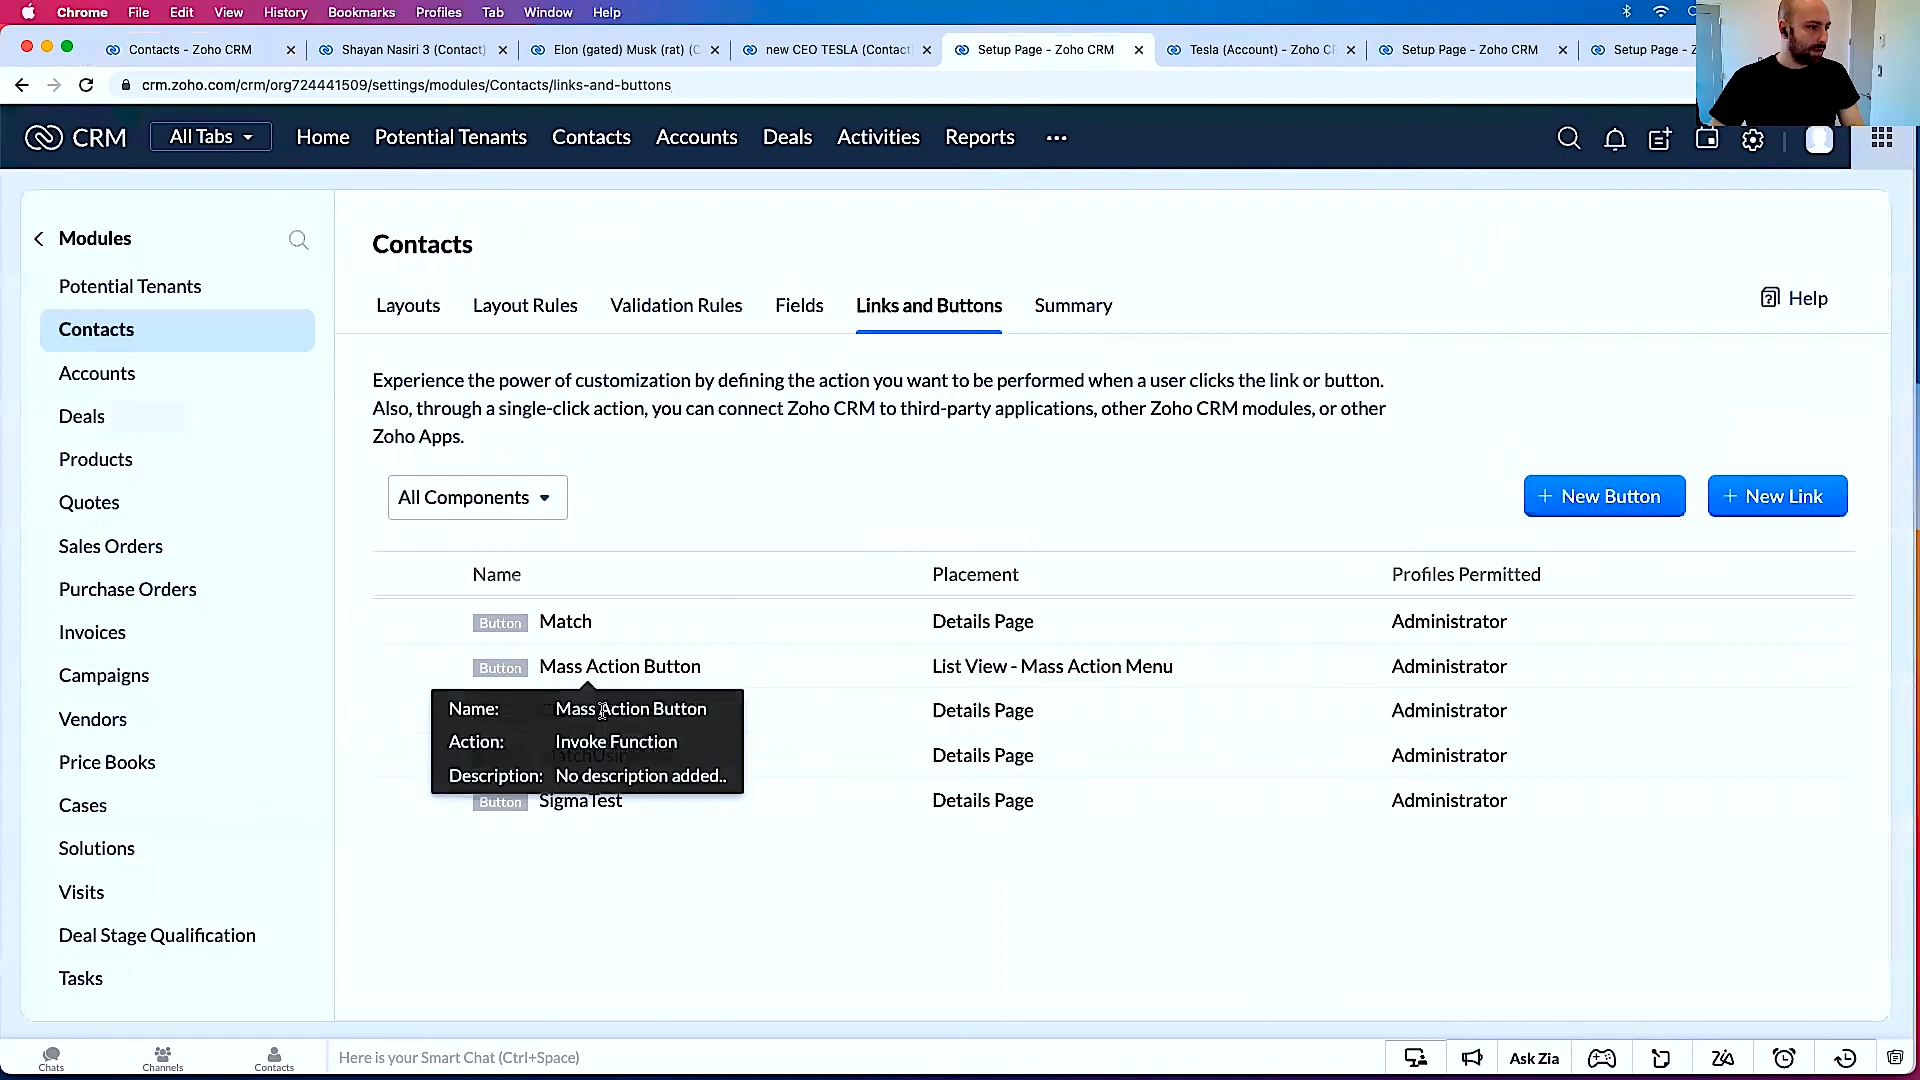 Chrome File Edit View History Bookmarks Profiles Tab Window Help
Contacts - Zoho CRM
Shayan Nasiri 3 (Contact)
Elon (gated) Musk (rat) (C
new CEO TESLA (Contact
Setup Page - Zoho CRM
Tesla (Account) - Zoho CF
Setup Page - Zoho CRM
Setup Page - Z
crm.zoho.com/crm/org724441509/settings/modules/Contacts/links-and-buttons
CRM All Tabs Home Potential Tenants Contacts Accounts Deals Activities Reports
Modules
Potential Tenants
Contacts
Accounts
Deals
Products
Quotes
Sales Orders
Purchase Orders
Invoices
Campaigns
Vendors
Price Books
Cases
Solutions
Visits
Deal Stage Qualification
Tasks
Contacts
Layouts Layout Rules Validation Rules Fields Links and Buttons Summary
Help
Experience the power of customization by defining the action you want to be performed when a user clicks the link or button.
Also, through a single-click action, you can connect Zoho CRM to third-party applications, other Zoho CRM modules, or other
Zoho Apps.
All Components
+ New Button
+ New Link
Name Placement Profiles Permitted
Button Match Details Page Administrator
Button Mass Action Button List View - Mass Action Menu Administrator
Name: Mass Action Button
Action: Invoke Function
Description: No description added..
Details Page Administrator
Details Page Administrator
Button SigmaTest Details Page Administrator
Chats
Channels
Contacts
Here is your Smart Chat (Ctrl+Space)
Ask Zia